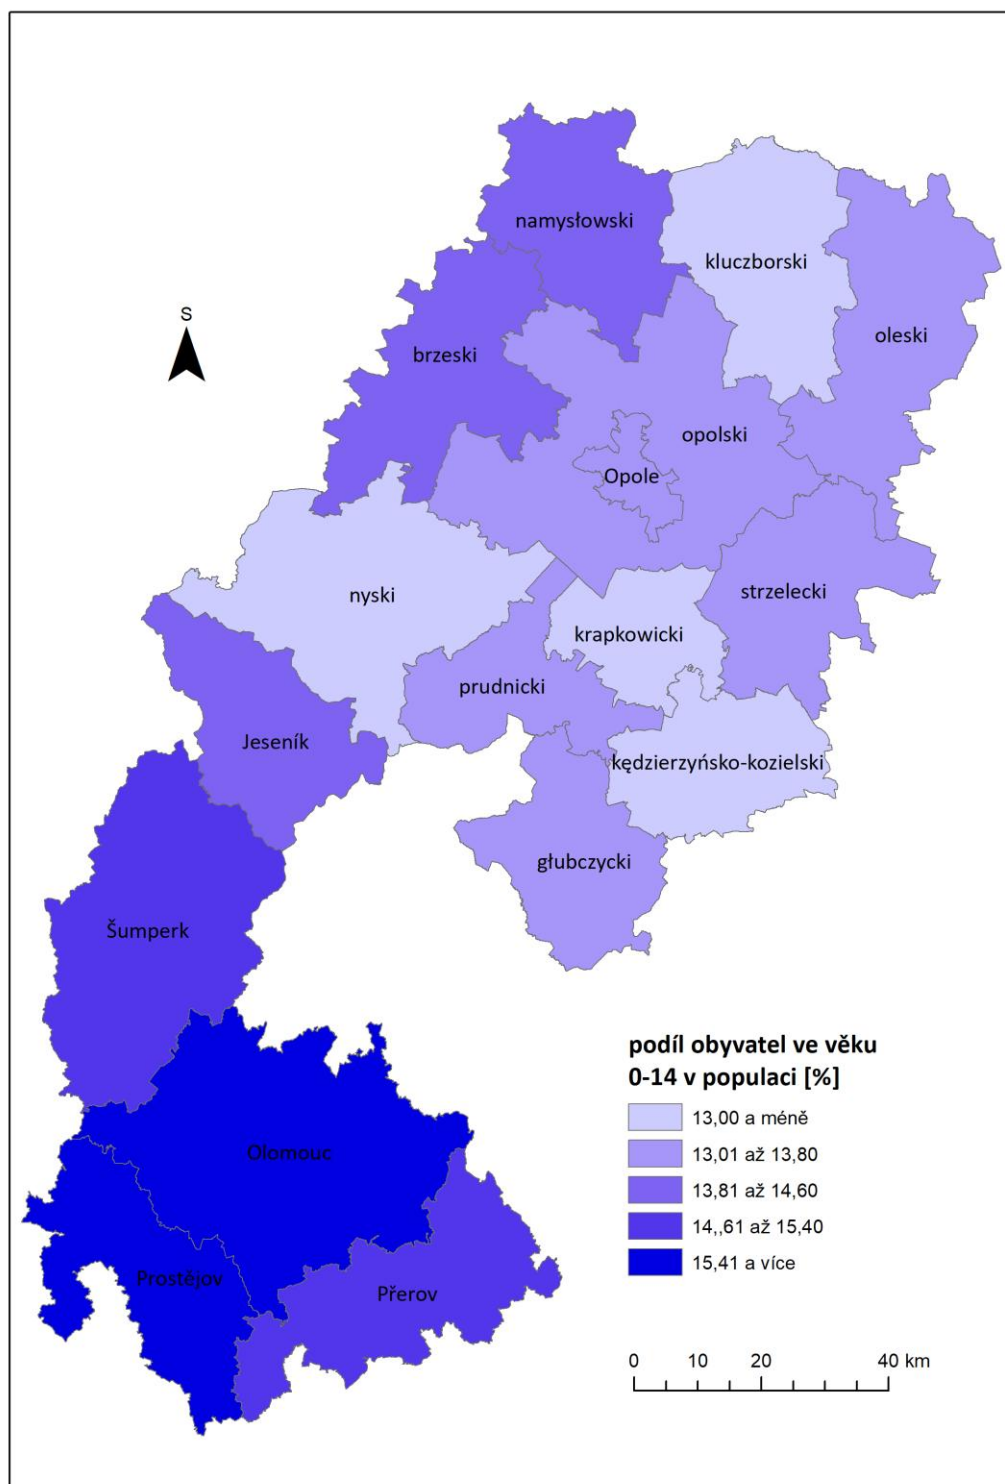 namysłowski
kluczborski
S
oleski
brzeski
opolski
Opole
strzelecki
nyski
krapkowicki
prudnicki
Jeseník
kędzierzyńsko-kozielski
głubczycki
Šumperk
podíl obyvatel ve věku
0-14 v populaci [%]
13,00 a méně
13,01 až 13,80
13,81 až 14,60
14,,61 až 15,40
15,41 a více
Olomouc
Prostějov
Přerov
0 10 20 40 km